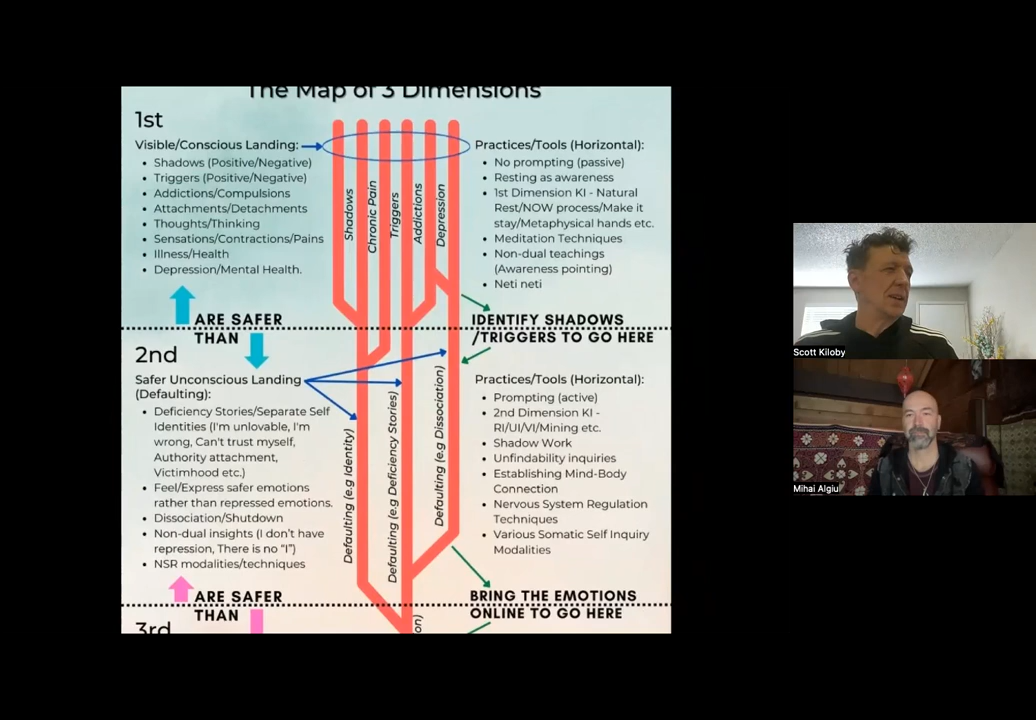 The Map of 3 Dimensions
1st
Visible/Conscious Landing:
• Shadows (Positive/Negative)
• Triggers (Positive/Negative)
• Addictions/Compulsions
• Attachments/Detachments
• Thoughts/Thinking
• Sensations/Contractions/Pains
• Illness/Health
• Depression/Mental Health.
Shadows
Chronic Pain
Triggers
Addictions
Depression
Practices/Tools (Horizontal):
• No prompting (passive)
• Resting as awareness
• 1st Dimension KI - Natural
Rest/NOW process/Make it
stay/Metaphysical hands etc.
• Meditation Techniques
• Non-dual teachings
(Awareness pointing)
• Neti neti
ARE SAFER
THAN
IDENTIFY SHADOWS
/TRIGGERS TO GO HERE
2nd
Safer Unconscious Landing
(Defaulting):
• Deficiency Stories/Separate Self
Identities (I'm unlovable, I'm
wrong, Can't trust myself,
Authority attachment,
Victimhood etc.)
• Feel/Express safer emotions
rather than repressed emotions.
• Dissociation/Shutdown
• Non-dual insights (I don't have
repression, There is no "I")
• NSR modalities/techniques
Defaulting (e.g Identity)
Defaulting (e.g Deficiency Stories)
Defaulting (e.g Dissociation)
Practices/Tools (Horizontal):
• Prompting (active)
• 2nd Dimension KI -
RI/UI/VI/Mining etc.
• Shadow Work
• Unfindability inquiries
• Establishing Mind-Body
Connection
• Nervous System Regulation
Techniques
• Various Somatic Self Inquiry
Modalities
ARE SAFER
THAN
BRING THE EMOTIONS
ONLINE TO GO HERE
3rd
on)
Scott Kiloby
Mihai Algiu